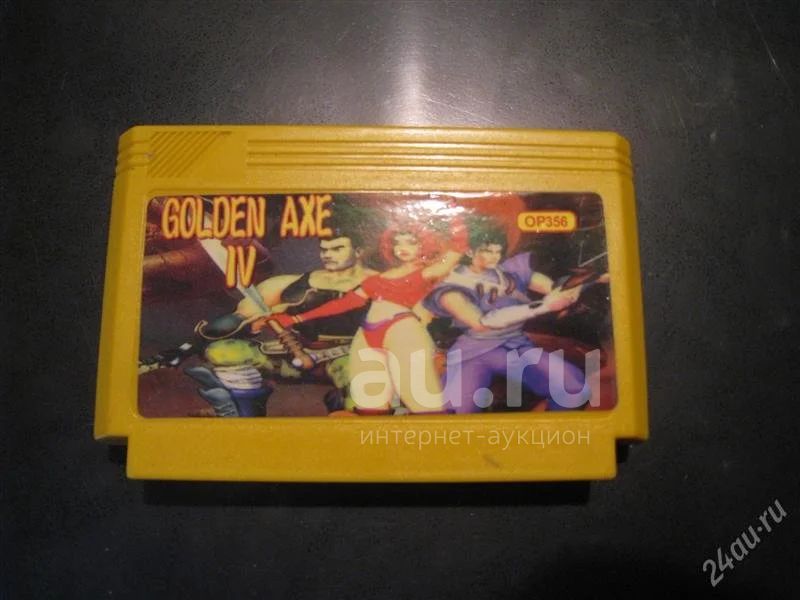 GOLDEN AXE
IV
OP356
au.ru
интернет-аукцион
24au.ru